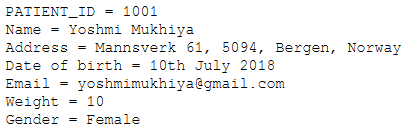 PATIENT_ID = 1001
Name = Yoshmi Mukhiya
Address = Mannsverk 61, 5094, Bergen, Norway
Date of birth = 10th July 2018
Email = yoshmimukhiya@gmail.com
Weight = 10
Gender = Female